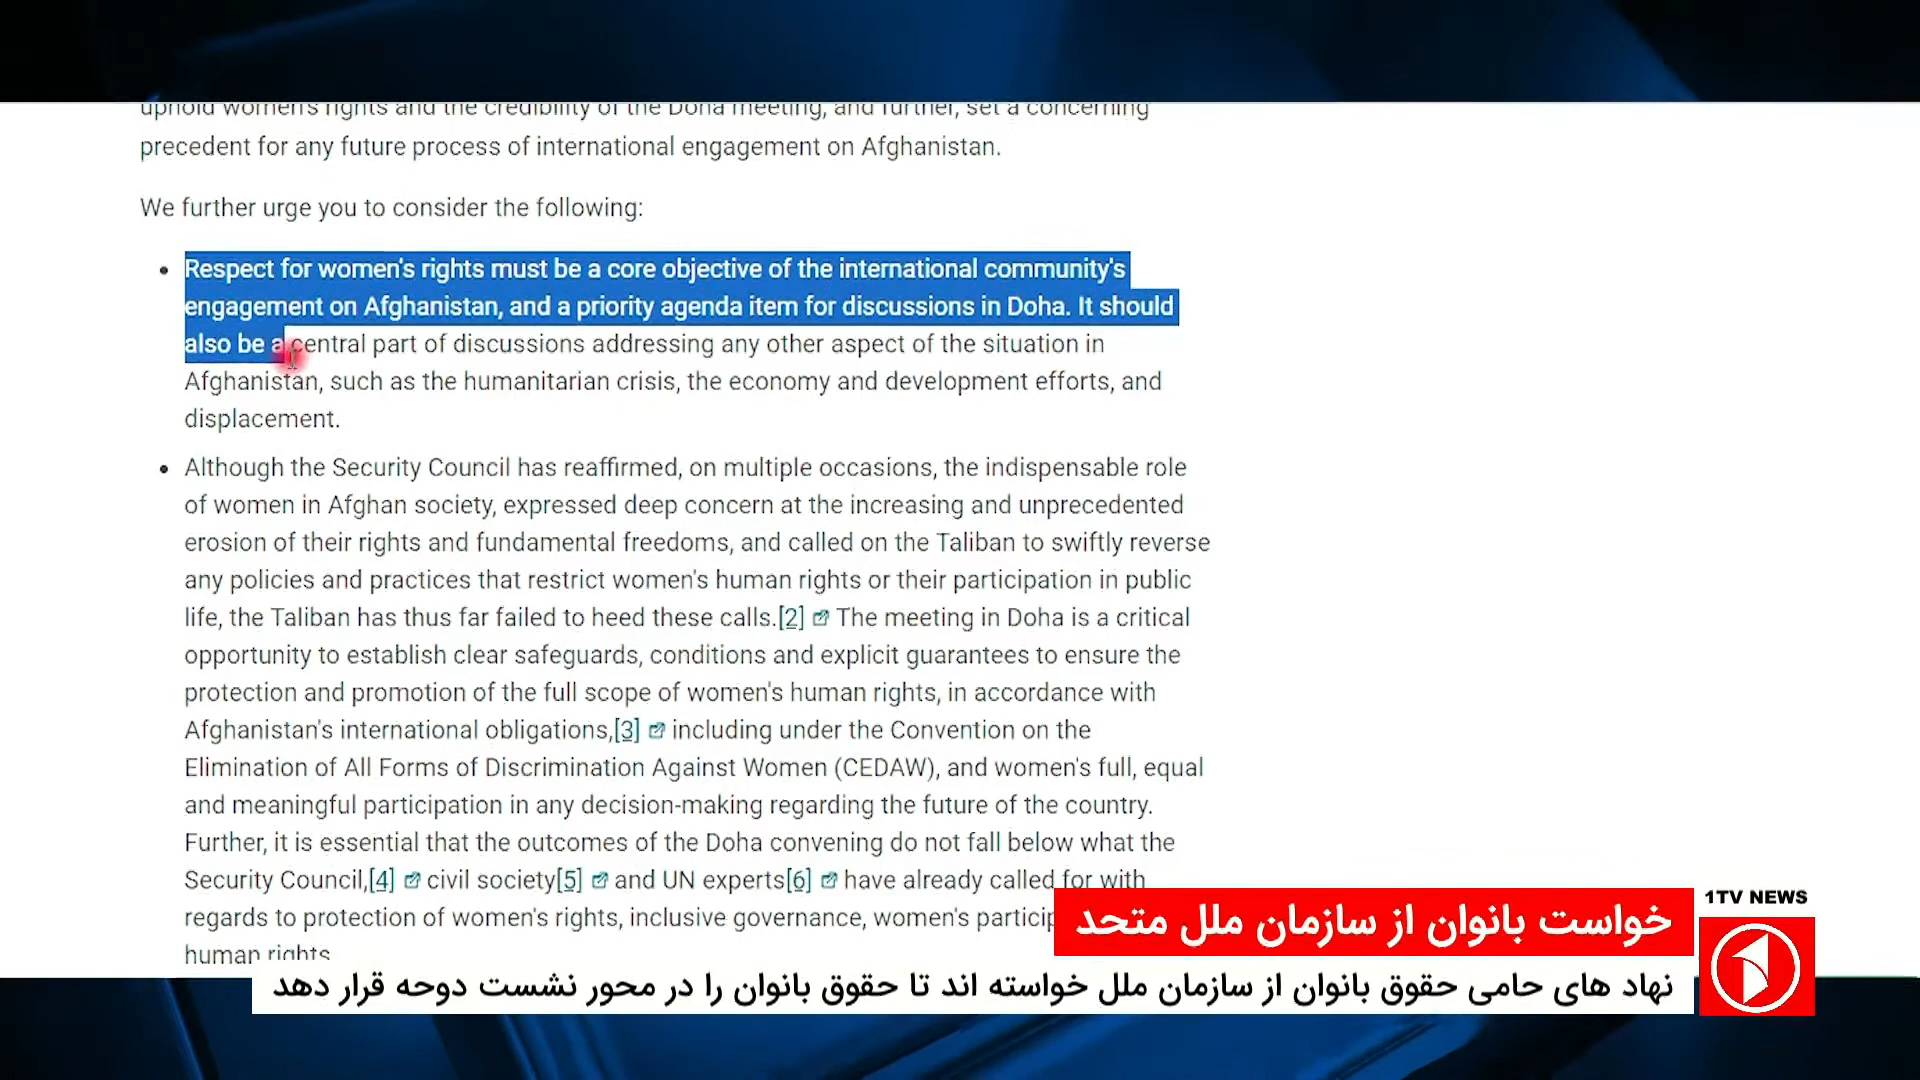 uphold women's rights and the credibility of the Doha meeting, and further, set a concerning
precedent for any future process of international engagement on Afghanistan.
We further urge you to consider the following:
• Respect for women's rights must be a core objective of the international community's
engagement on Afghanistan, and a priority agenda item for discussions in Doha. It should
also be a central part of discussions addressing any other aspect of the situation in
Afghanistan, such as the humanitarian crisis, the economy and development efforts, and
displacement.
• Although the Security Council has reaffirmed, on multiple occasions, the indispensable role
of women in Afghan society, expressed deep concern at the increasing and unprecedented
erosion of their rights and fundamental freedoms, and called on the Taliban to swiftly reverse
any policies and practices that restrict women's human rights or their participation in public
life, the Taliban has thus far failed to heed these calls.[2] The meeting in Doha is a critical
opportunity to establish clear safeguards, conditions and explicit guarantees to ensure the
protection and promotion of the full scope of women's human rights, in accordance with
Afghanistan's international obligations,[3] including under the Convention on the
Elimination of All Forms of Discrimination Against Women (CEDAW), and women's full, equal
and meaningful participation in any decision-making regarding the future of the country.
Further, it is essential that the outcomes of the Doha convening do not fall below what the
Security Council,[4] civil society[5] and UN experts[6] have already called for with
regards to protection of women's rights, inclusive governance, women's particip
human rights
1TV NEWS
خواست بانوان از سازمان ملل متحد
نهاد های حامی حقوق بانوان از سازمان ملل خواسته اند تا حقوق بانوان را در محور نشست دوحه قرار دهد